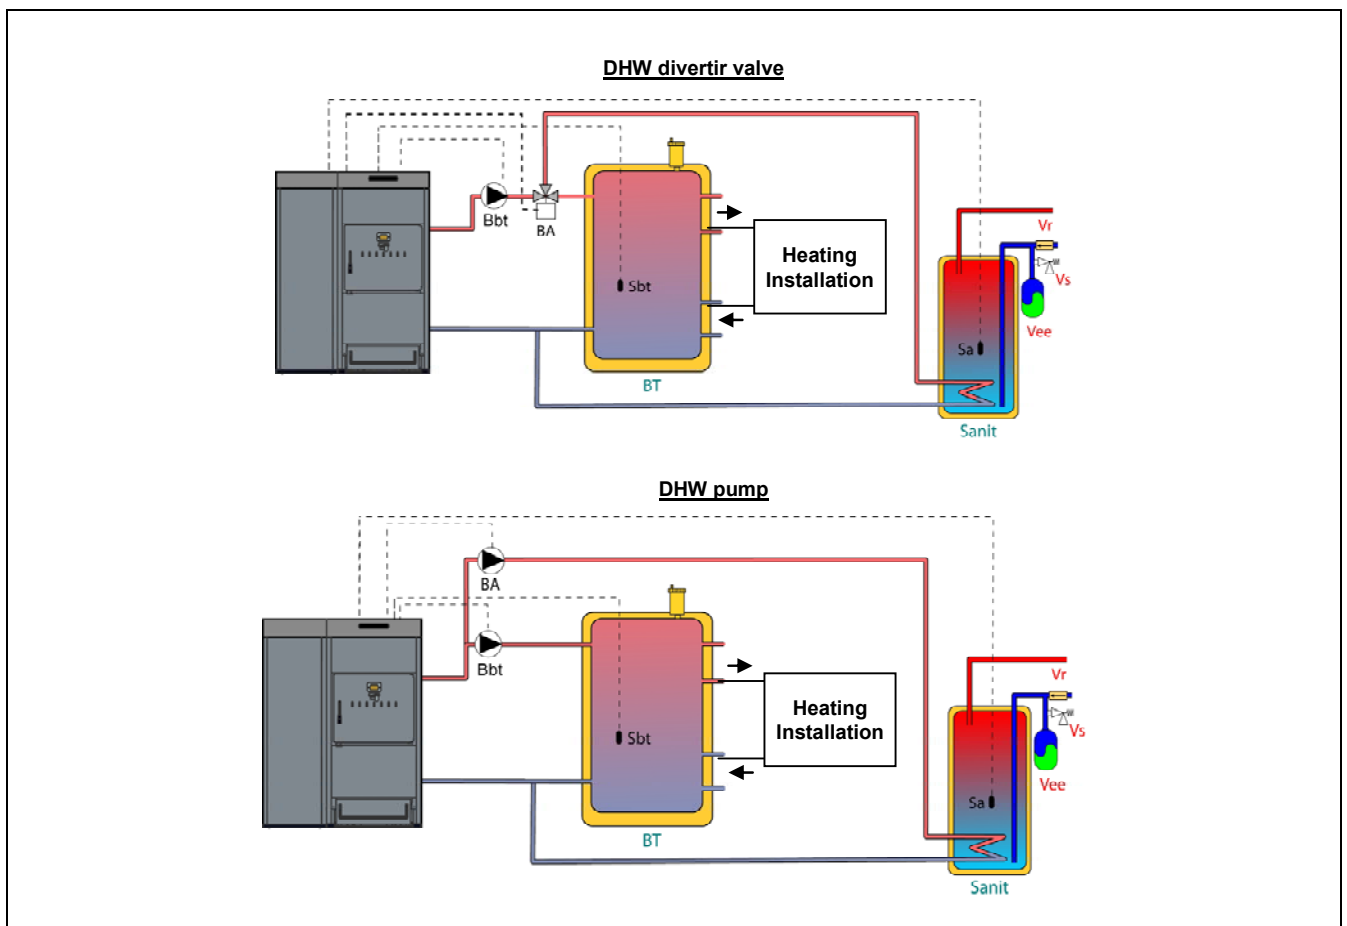 DHW divertir valve
Bbt
BA
Sbt
Heating
Installation
BT
Vr
Vs
Vee
Sa
Sanit
DHW pump
BA
Bbt
Sbt
Heating
Installation
BT
Vr
Vs
Vee
Sa
Sanit